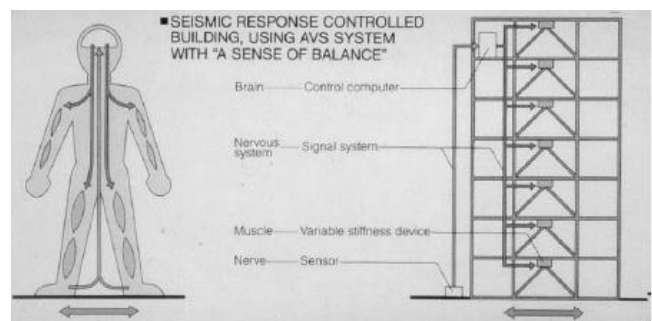 ■SEISMIC RESPONSE CONTROLLED
BUILDING, USING AVS SYSTEM
WITH "A SENSE OF BALANCE"
Brain Control computer
Nervous system Signal system
Muscle Variable stiffness device
Nerve Sensor